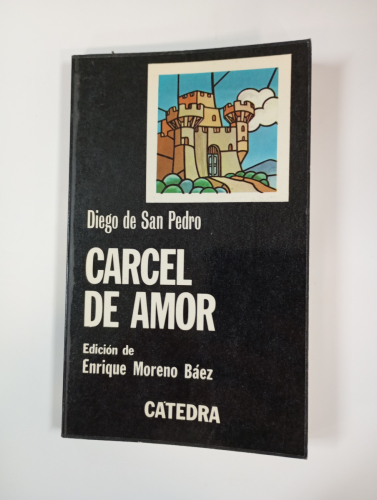 Diego de San Pedro
CARCEL
DE AMOR
Edición de
Enrique Moreno Báez
CATEDRA